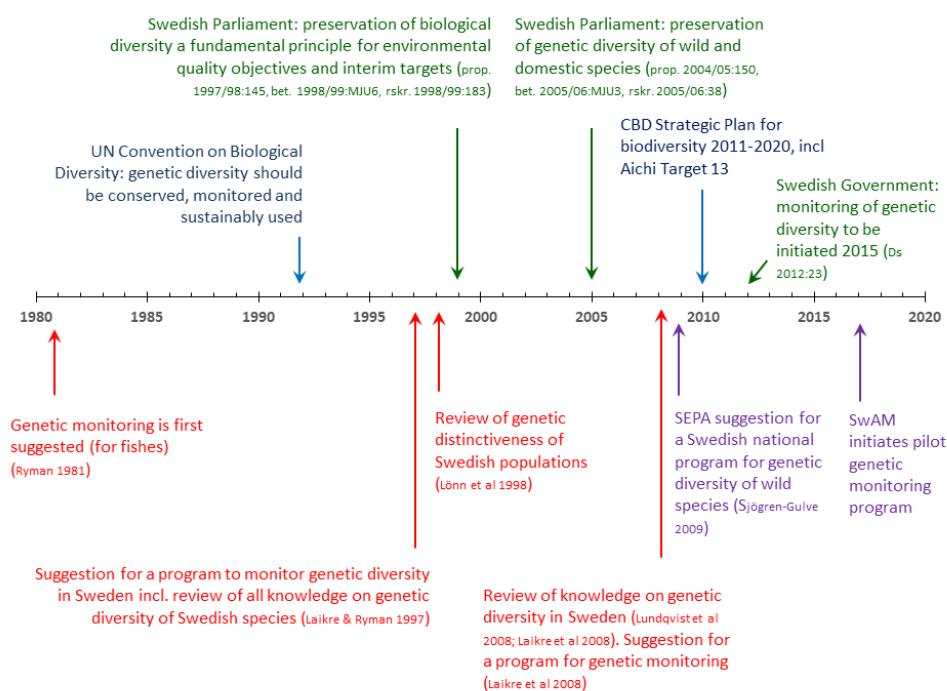 Swedish Parliament: preservation of biological
diversity a fundamental principle for environmental
quality objectives and interim targets (prop.
1997/98:145, bet. 1998/99:MJU6, rskr. 1998/99:183)
Swedish Parliament: preservation
of genetic diversity of wild and
domestic species (prop. 2004/05:150,
bet. 2005/06:MJU3, rskr. 2005/06:38)
UN Convention on Biological
Diversity: genetic diversity should
be conserved, monitored and
sustainably used
CBD Strategic Plan for
biodiversity 2011-2020, incl
Aichi Target 13
Swedish Government:
monitoring of genetic
diversity to be
initiated 2015 (Ds
2012:23)
1980 1985 1990 1995 2000 2005 2010 2015 2020
Genetic monitoring is first
suggested (for fishes)
(Ryman 1981)
Review of genetic
distinctiveness of
Swedish populations
(Lönn et al 1998)
SEPA suggestion for
a Swedish national
program for genetic
diversity of wild
species (Sjögren-Gulve
2009)
SwAM
initiates pilot
genetic
monitoring
program
Suggestion for a program to monitor genetic diversity
in Sweden incl. review of all knowledge on genetic
diversity of Swedish species (Laikre & Ryman 1997)
Review of knowledge on genetic
diversity in Sweden (Lundqvist et al
2008; Laikre et al 2008). Suggestion for
a program for genetic monitoring
(Laikre et al 2008)